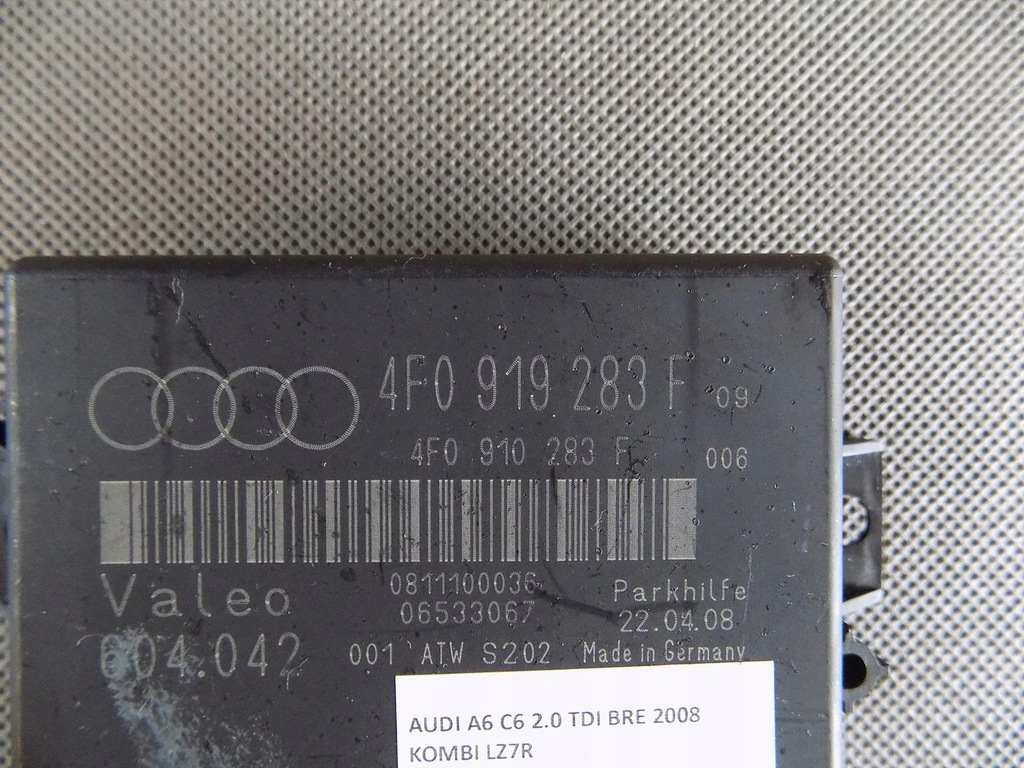 4F0 919 283 F 09
4F0 910 283 F 006
Valeo
0811100036
06533067
Parkhilfe
22.04.08
604.042
001 ATW S202 Made in Germany
AUDI A6 C6 2.0 TDI BRE 2008
KOMBI LZ7R